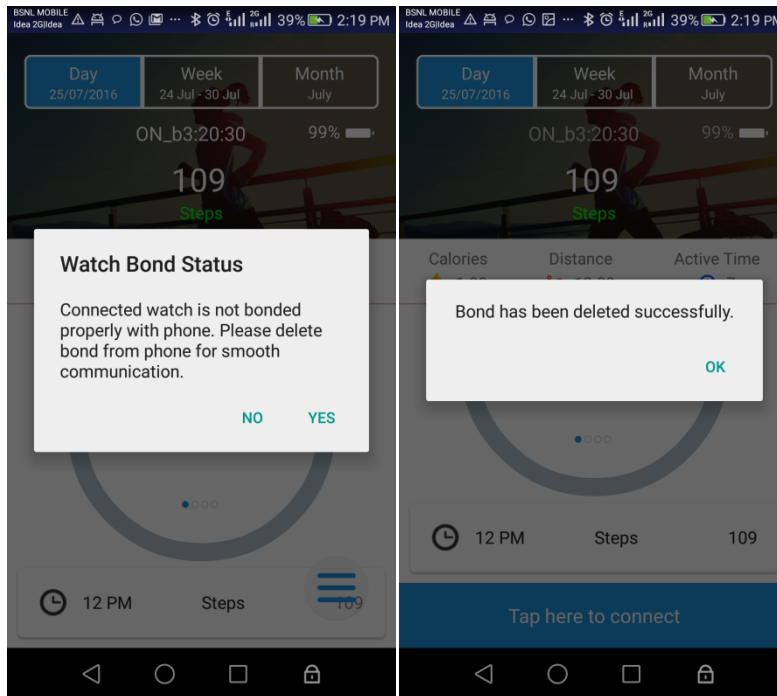 BSNL MOBILE
Idea 2G|Idea
2G
39%
2:19 PM
Day
25/07/2016
Week
24 Jul - 30 Jul
Month
July
ON_b3:20:30
99%
109
Steps
Watch Bond Status
Connected watch is not bonded
properly with phone. Please delete
bond from phone for smooth
communication.
NO
YES
12 PM
Steps
109
BSNL MOBILE
Idea 2G|Idea
2G
39%
2:19 PM
Day
25/07/2016
Week
24 Jul - 30 Jul
Month
July
ON_b3:20:30
99%
109
Steps
Calories
Distance
Active Time
Bond has been deleted successfully.
OK
12 PM
Steps
109
Tap here to connect